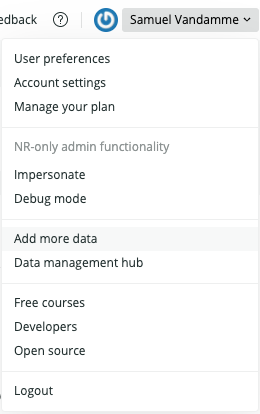 edback ? Samuel Vandamme
User preferences
Account settings
Manage your plan
NR-only admin functionality
Impersonate
Debug mode
Add more data
Data management hub
Free courses
Developers
Open source
Logout